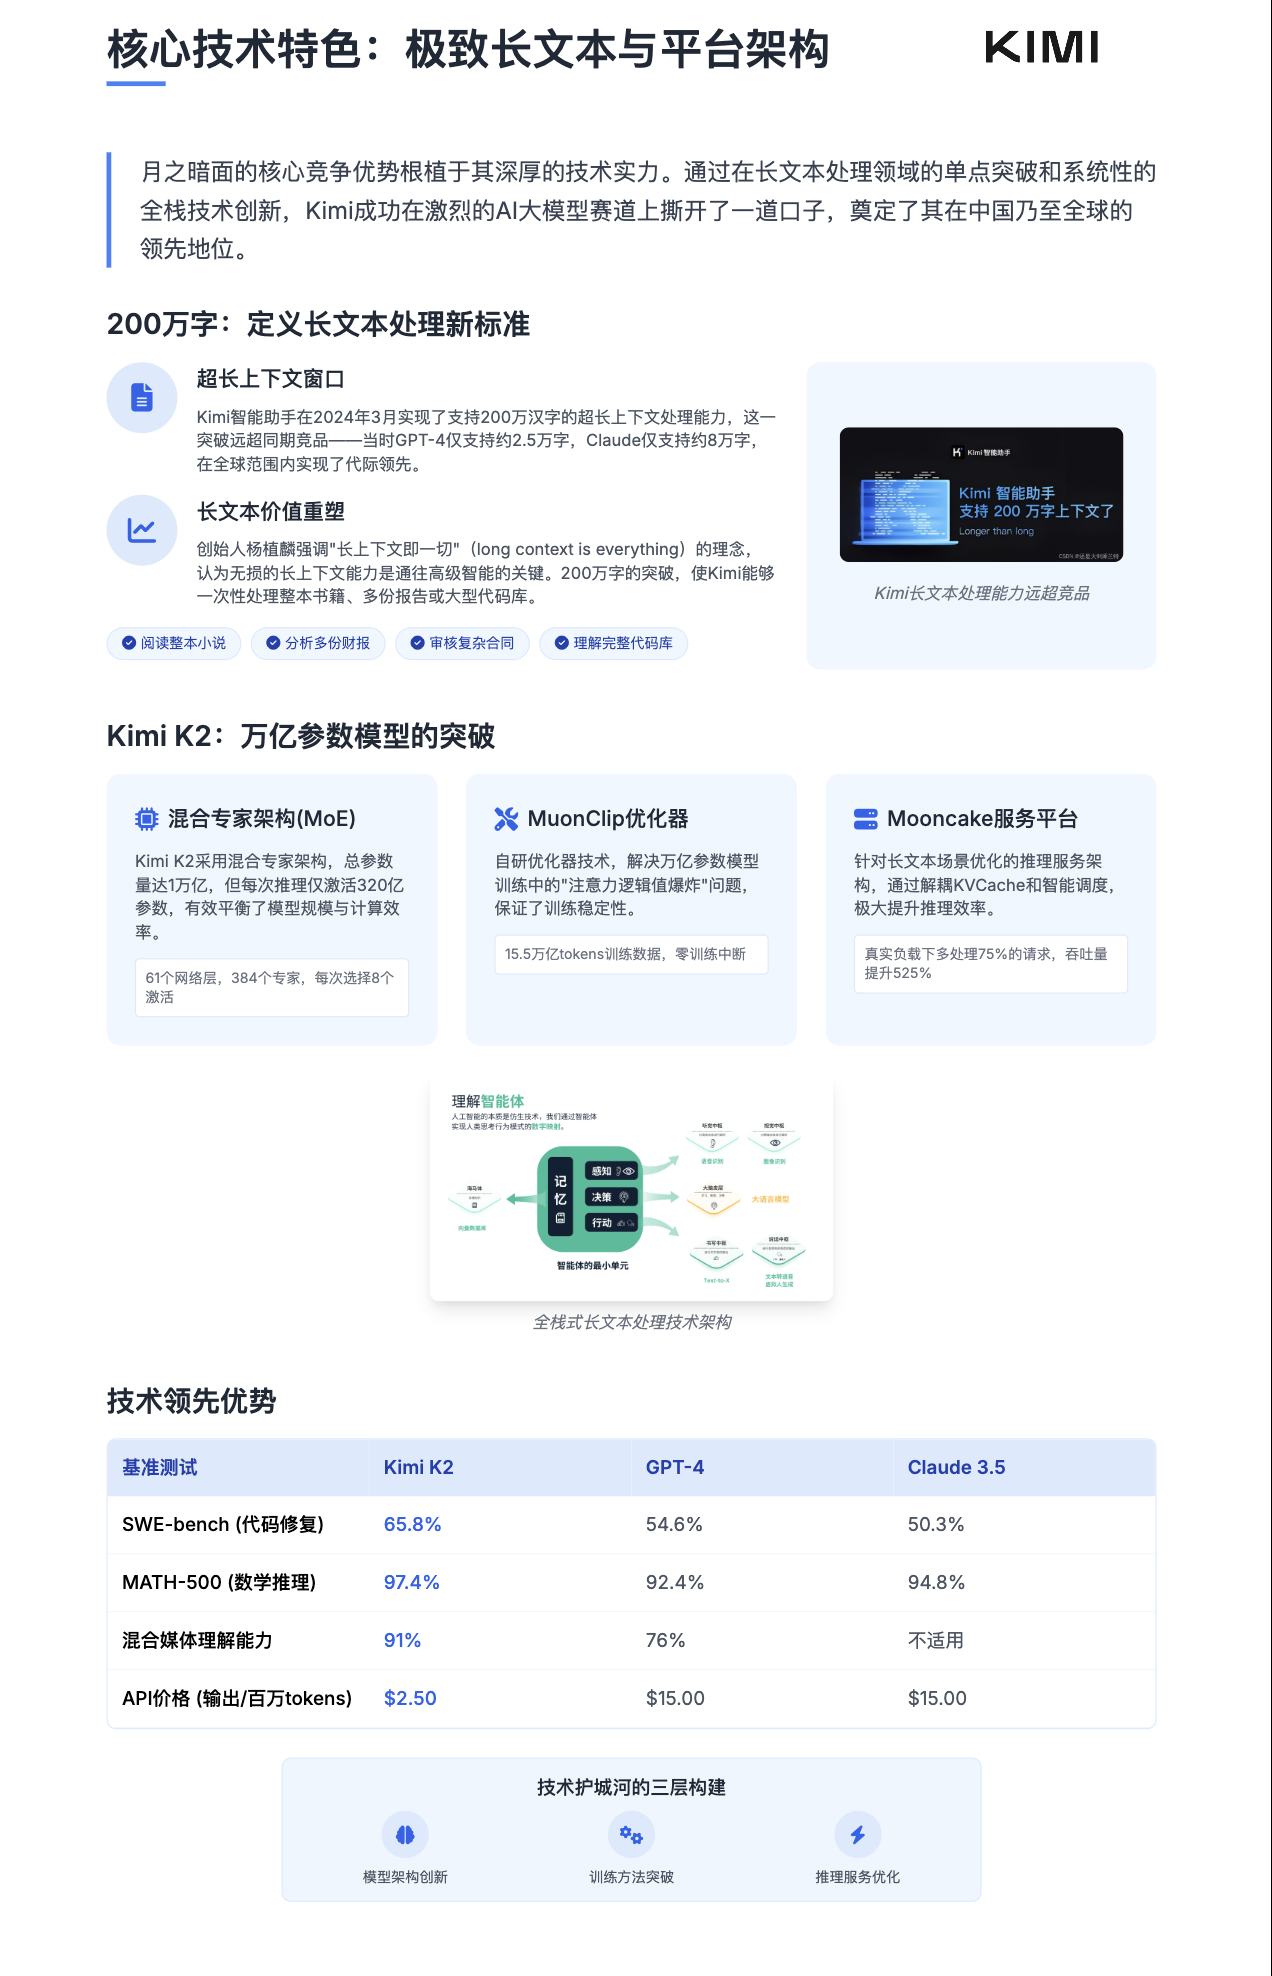 核心技术特色：极致长文本与平台架构
KIMI
月之暗面的核心竞争优势根植于其深厚的技术实力。通过在长文本处理领域的单点突破和系统性的
全栈技术创新，Kimi成功在激烈的AI大模型赛道上撕开了一道口子，奠定了其在中国乃至全球的
领先地位。
200万字：定义长文本处理新标准
超长上下文窗口
Kimi智能助手在2024年3月实现了支持200万汉字的超长上下文处理能力，这一
突破远超同期竞品——当时GPT-4仅支持约2.5万字，Claude仅支持约8万字，
在全球范围内实现了代际领先。
长文本价值重塑
创始人杨植麟强调"长上下文即一切"（long context is everything）的理念，
认为无损的长上下文能力是通往高级智能的关键。200万字的突破，使Kimi能够
一次性处理整本书籍、多份报告或大型代码库。
阅读整本小说
分析多份财报
审核复杂合同
理解完整代码库
Kimi 智能助手
Kimi 智能助手
支持 200 万字上下文了
Longer than long
Kimi长文本处理能力远超竞品
Kimi K2：万亿参数模型的突破
混合专家架构(MoE)
Kimi K2采用混合专家架构，总参数
量达1万亿，但每次推理仅激活320亿
参数，有效平衡了模型规模与计算效
率。
61个网络层，384个专家，每次选择8个
激活
MuonClip优化器
自研优化器技术，解决万亿参数模型
训练中的"注意力逻辑值爆炸"问题，
保证了训练稳定性。
15.5万亿tokens训练数据，零训练中断
Mooncake服务平台
针对长文本场景优化的推理服务架
构，通过解耦KVCache和智能调度，
极大提升推理效率。
真实负载下多处理75%的请求，吞吐量
提升525%
理解智能体
人工智能的本质是仿生技术，我们通过智能体
实现人类思考行为模式的数字映射。
听觉中枢
视觉中枢
语音识别
图像识别
海马体
向量数据库
记忆
感知
决策
行动
智能体的最小单元
大脑皮层
大语言模型
书写中枢
Text-to-X
文本转语音
虚拟人生成
全栈式长文本处理技术架构
技术领先优势
基准测试 Kimi K2 GPT-4 Claude 3.5
SWE-bench (代码修复) 65.8% 54.6% 50.3%
MATH-500 (数学推理) 97.4% 92.4% 94.8%
混合媒体理解能力 91% 76% 不适用
API价格 (输出/百万tokens) $2.50 $15.00 $15.00
技术护城河的三层构建
模型架构创新
训练方法突破
推理服务优化